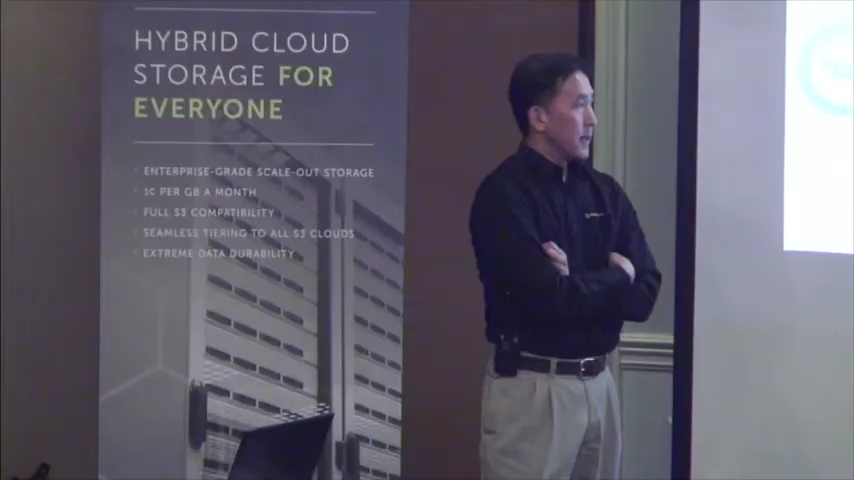 HYBRID CLOUD
STORAGE FOR
EVERYONE
ENTERPRISE-GRADE SCALE-OUT STORAGE
1¢ PER GB A MONTH
FULL S3 COMPATIBILITY
SEAMLESS TIERING TO ALL S3 CLOUDS
EXTREME DATA DURABILITY